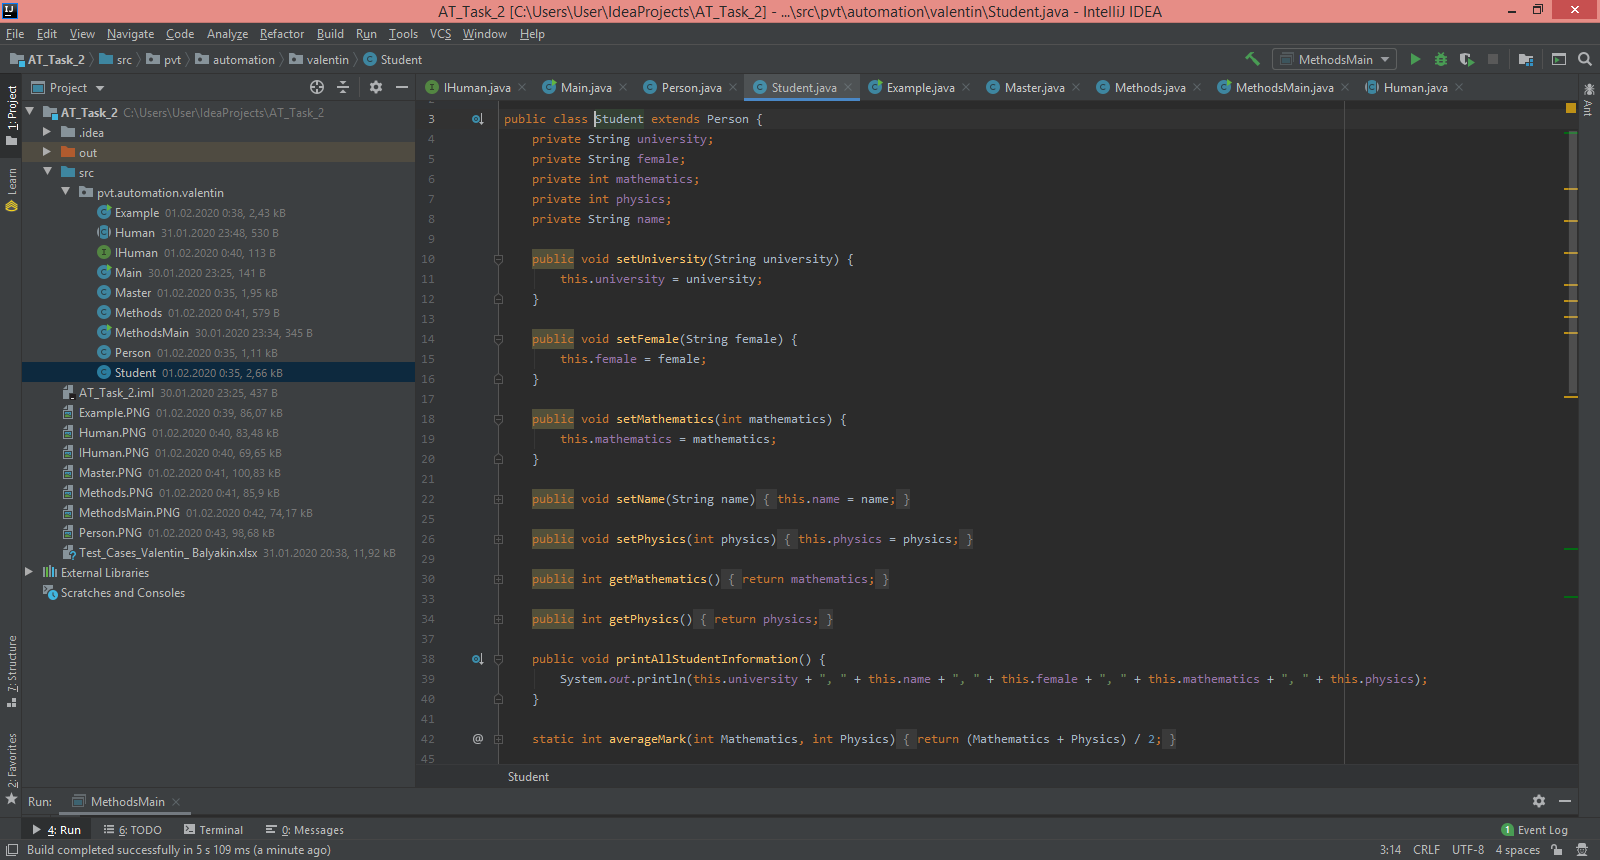 AT_Task_2 [C:\Users\User\IdeaProjects\AT_Task_2] - ...\src\pvt\automation\valentin\Student.java - IntelliJ IDEA
File Edit View Navigate Code Analyze Refactor Build Run Tools VCS Window Help
AT_Task_2 src pvt automation valentin Student MethodsMain
Project
IHuman.java Main.java Person.java Student.java Example.java Master.java Methods.java MethodsMain.java Human.java
1: Project
Learn
7: Structure
2: Favorites
Ant
AT_Task_2 C:\Users\User\IdeaProjects\AT_Task_2
.idea
out
src
pvt.automation.valentin
Example 01.02.2020 0:38, 2,43 kB
Human 31.01.2020 23:48, 530 B
IHuman 01.02.2020 0:40, 113 B
Main 30.01.2020 23:25, 141 B
Master 01.02.2020 0:35, 1,95 kB
Methods 01.02.2020 0:41, 579 B
MethodsMain 30.01.2020 23:34, 345 B
Person 01.02.2020 0:35, 1,11 kB
Student 01.02.2020 0:35, 2,66 kB
AT_Task_2.iml 30.01.2020 23:25, 437 B
Example.PNG 01.02.2020 0:39, 86,07 kB
Human.PNG 01.02.2020 0:40, 83,48 kB
IHuman.PNG 01.02.2020 0:40, 69,65 kB
Master.PNG 01.02.2020 0:41, 100,83 kB
Methods.PNG 01.02.2020 0:41, 85,9 kB
MethodsMain.PNG 01.02.2020 0:42, 74,17 kB
Person.PNG 01.02.2020 0:43, 98,68 kB
Test_Cases_Valentin_ Balyakin.xlsx 31.01.2020 20:38, 11,92 kB
External Libraries
Scratches and Consoles
3 public class Student extends Person {
4 private String university;
5 private String female;
6 private int mathematics;
7 private int physics;
8 private String name;
9
10 public void setUniversity(String university) {
11 this.university = university;
12 }
13
14 public void setFemale(String female) {
15 this.female = female;
16 }
17
18 public void setMathematics(int mathematics) {
19 this.mathematics = mathematics;
20 }
21
22 public void setName(String name) { this.name = name; }
25
26 public void setPhysics(int physics) { this.physics = physics; }
29
30 public int getMathematics() { return mathematics; }
33
34 public int getPhysics() { return physics; }
37
38 public void printAllStudentInformation() {
39 System.out.println(this.university + ", " + this.name + ", " + this.female + ", " + this.mathematics + ", " + this.physics);
40 }
41
42 @ static int averageMark(int Mathematics, int Physics) { return (Mathematics + Physics) / 2; }
45
Student
Run: MethodsMain
4: Run 6: TODO Terminal 0: Messages 1 Event Log
Build completed successfully in 5 s 109 ms (a minute ago) 3:14 CRLF UTF-8 4 spaces